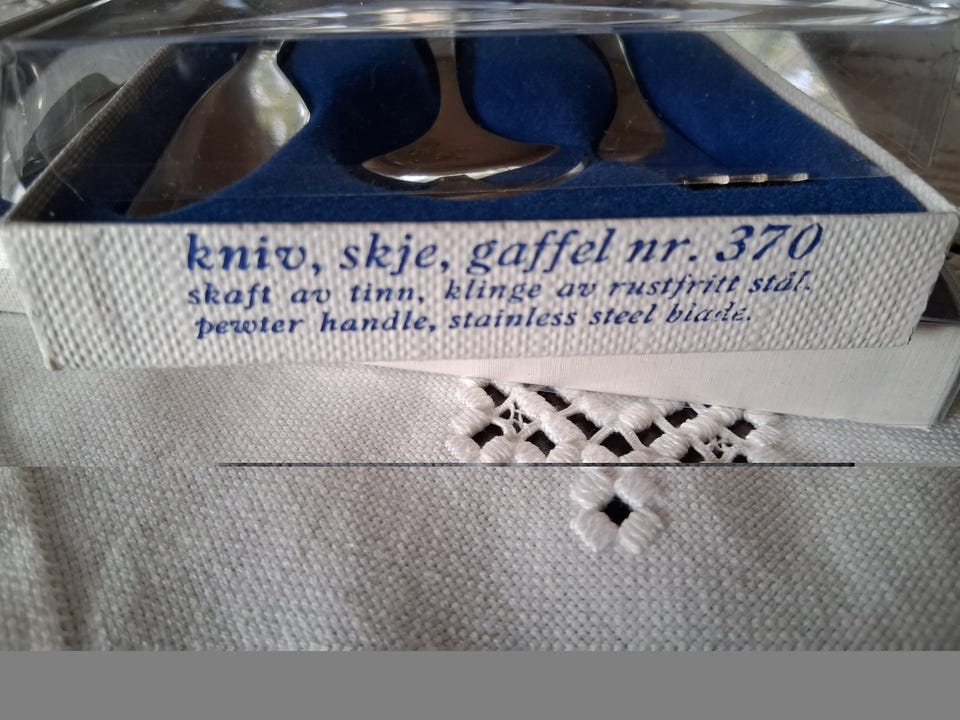 kniv, skje, gaffel nr. 370
skaft av tinn, klinge av rustfritt stål.
pewter handle, stainless steel blade.